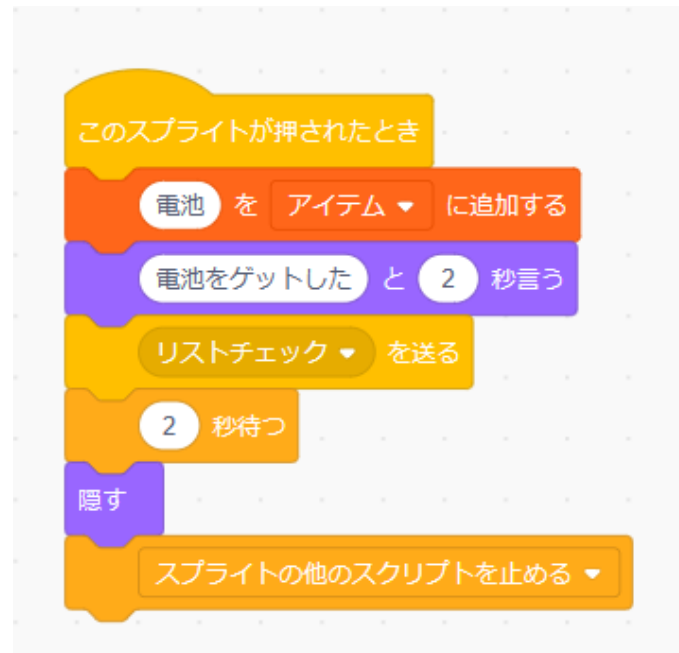 このスプライトが押されたとき
電池 を アイテム に追加する
電池をゲットした と 2 秒言う
リストチェック を送る
2 秒待つ
隠す
スプライトの他のスクリプトを止める